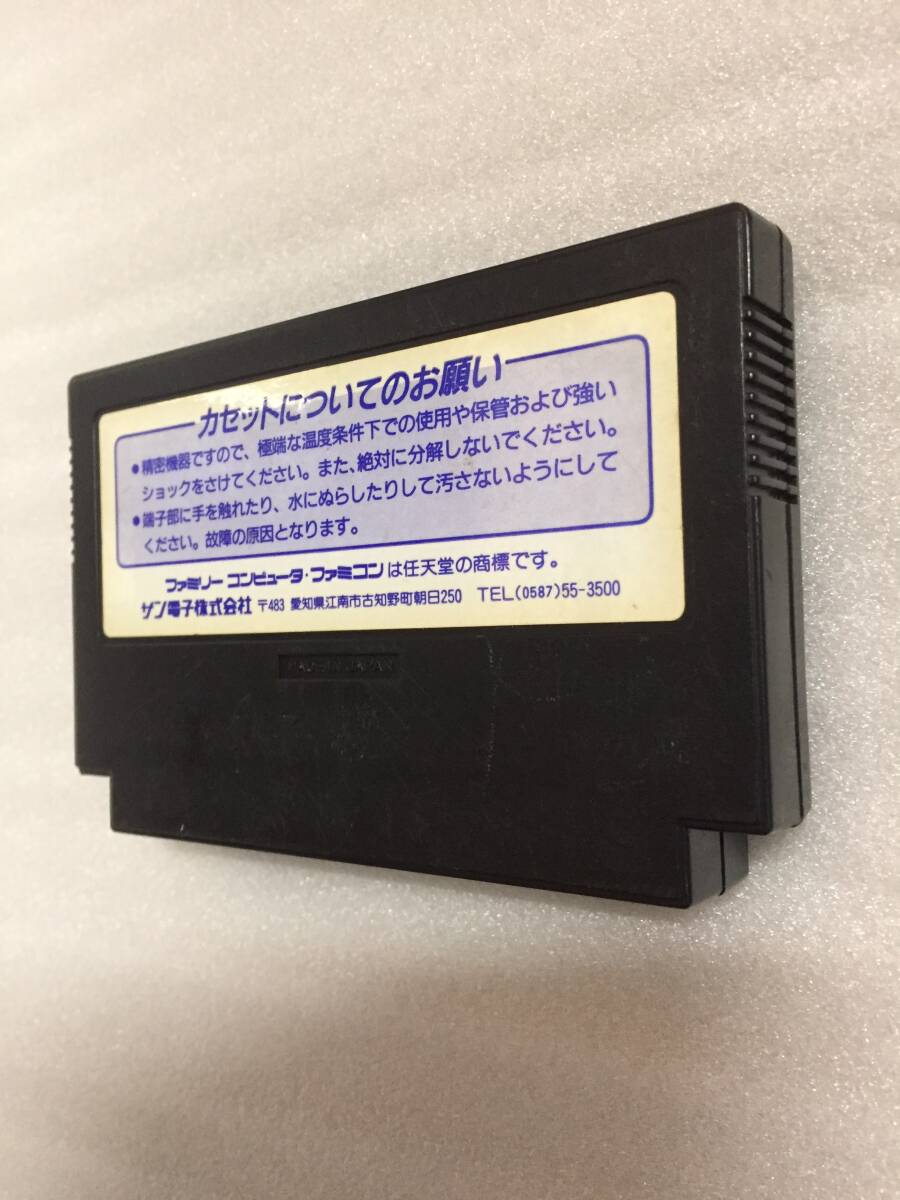 カセットについてのお願い
●精密機器ですので、極端な温度条件下での使用や保管および強い
ショックをさけてください。また、絶対に分解しないでください。
●端子部に手を触れたり、水にぬらしたりして汚さないようにして
ください。故障の原因となります。
ファミリーコンピュータ・ファミコンは任天堂の商標です。
サン電子株式会社 〒483 愛知県江南市古知野町朝日250 TEL(0587)55-3500
MADE IN JAPAN